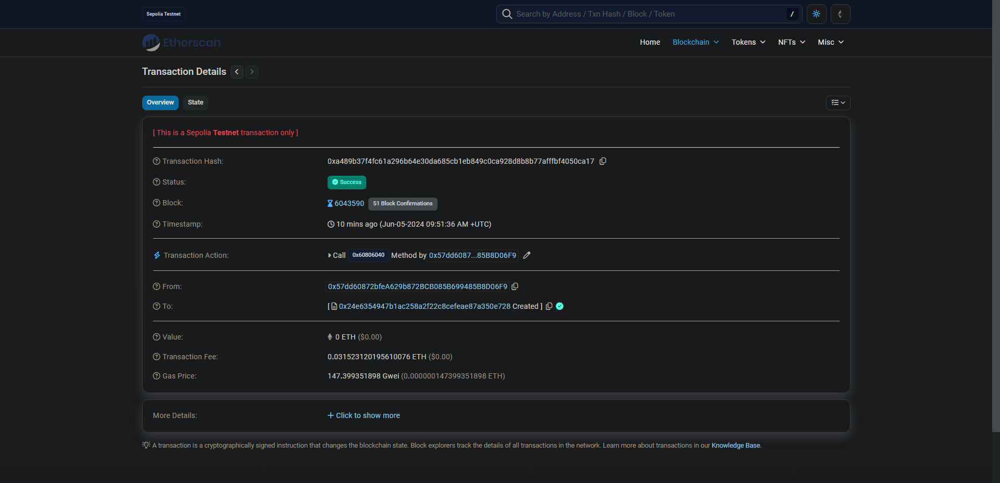 Sepolia Testnet
Search by Address / Txn Hash / Block / Token
/
Etherscan
Home Blockchain Tokens NFTs Misc
Transaction Details
Overview State
[ This is a Sepolia Testnet transaction only ]
Transaction Hash: 0xa489b37f4fc61a296b64e30da685cb1eb849c0ca928d8b8b77afffbf4050ca17
Status: Success
Block: 6043590 51 Block Confirmations
Timestamp: 10 mins ago (Jun-05-2024 09:51:36 AM +UTC)
Transaction Action: Call 0x60806040 Method by 0x57dd6087...85B8D06F9
From: 0x57dd60872bfeA629b872BCB085B699485B8D06F9
To: [ 0x24e6354947b1ac258a2f22c8cefeae87a350e728 Created ]
Value: 0 ETH ($0.00)
Transaction Fee: 0.031523120195610076 ETH ($0.00)
Gas Price: 147.399351898 Gwei (0.000000147399351898 ETH)
More Details: Click to show more
A transaction is a cryptographically signed instruction that changes the blockchain state. Block explorers track the details of all transactions in the network. Learn more about transactions in our Knowledge Base.